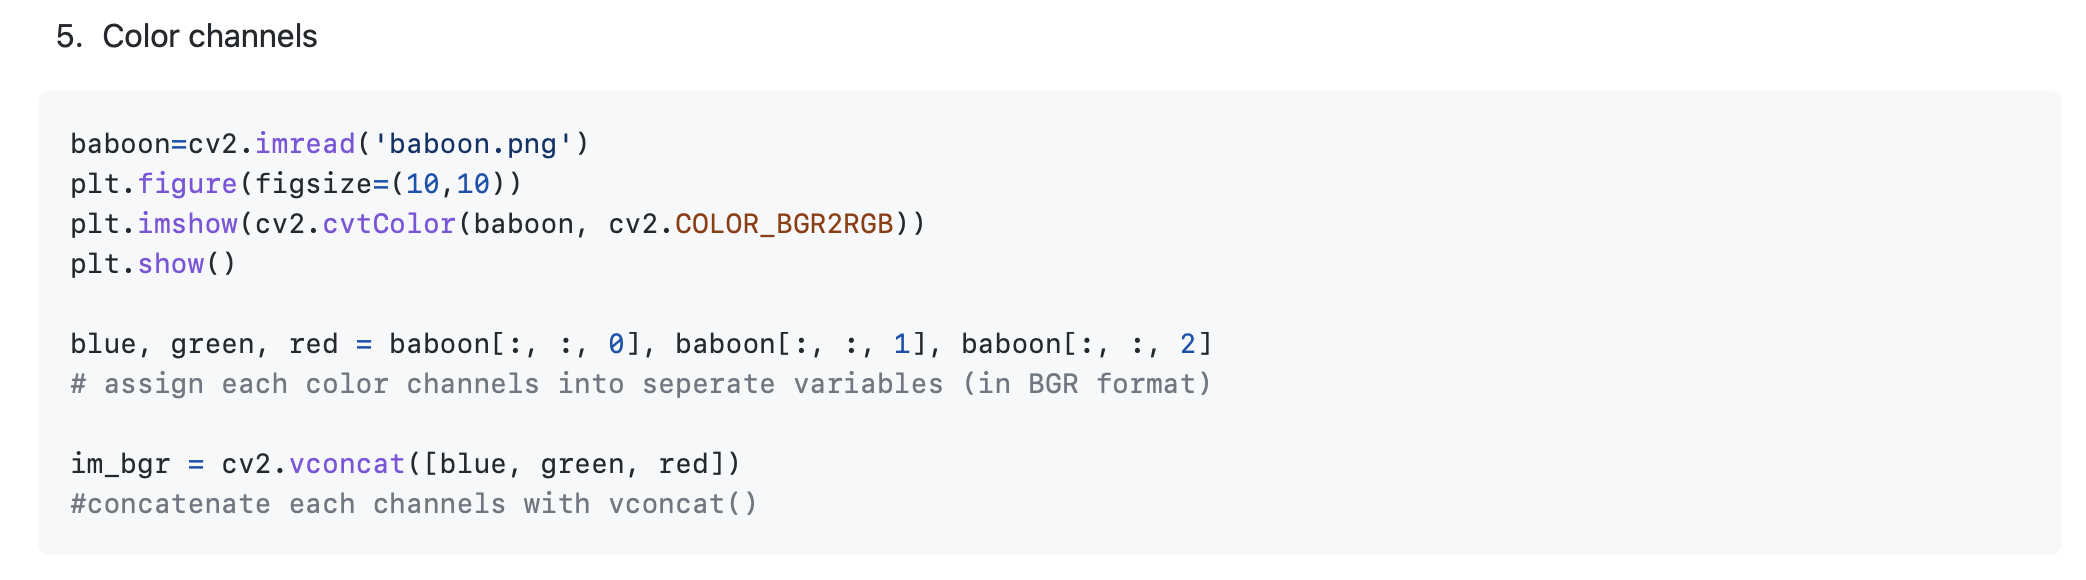 5. Color channels
baboon=cv2.imread('baboon.png')
plt.figure(figsize=(10,10))
plt.imshow(cv2.cvtColor(baboon, cv2.COLOR_BGR2RGB))
plt.show()
blue, green, red = baboon[:, :, 0], baboon[:, :, 1], baboon[:, :, 2]
# assign each color channels into seperate variables (in BGR format)
im_bgr = cv2.vconcat([blue, green, red])
#concatenate each channels with vconcat()